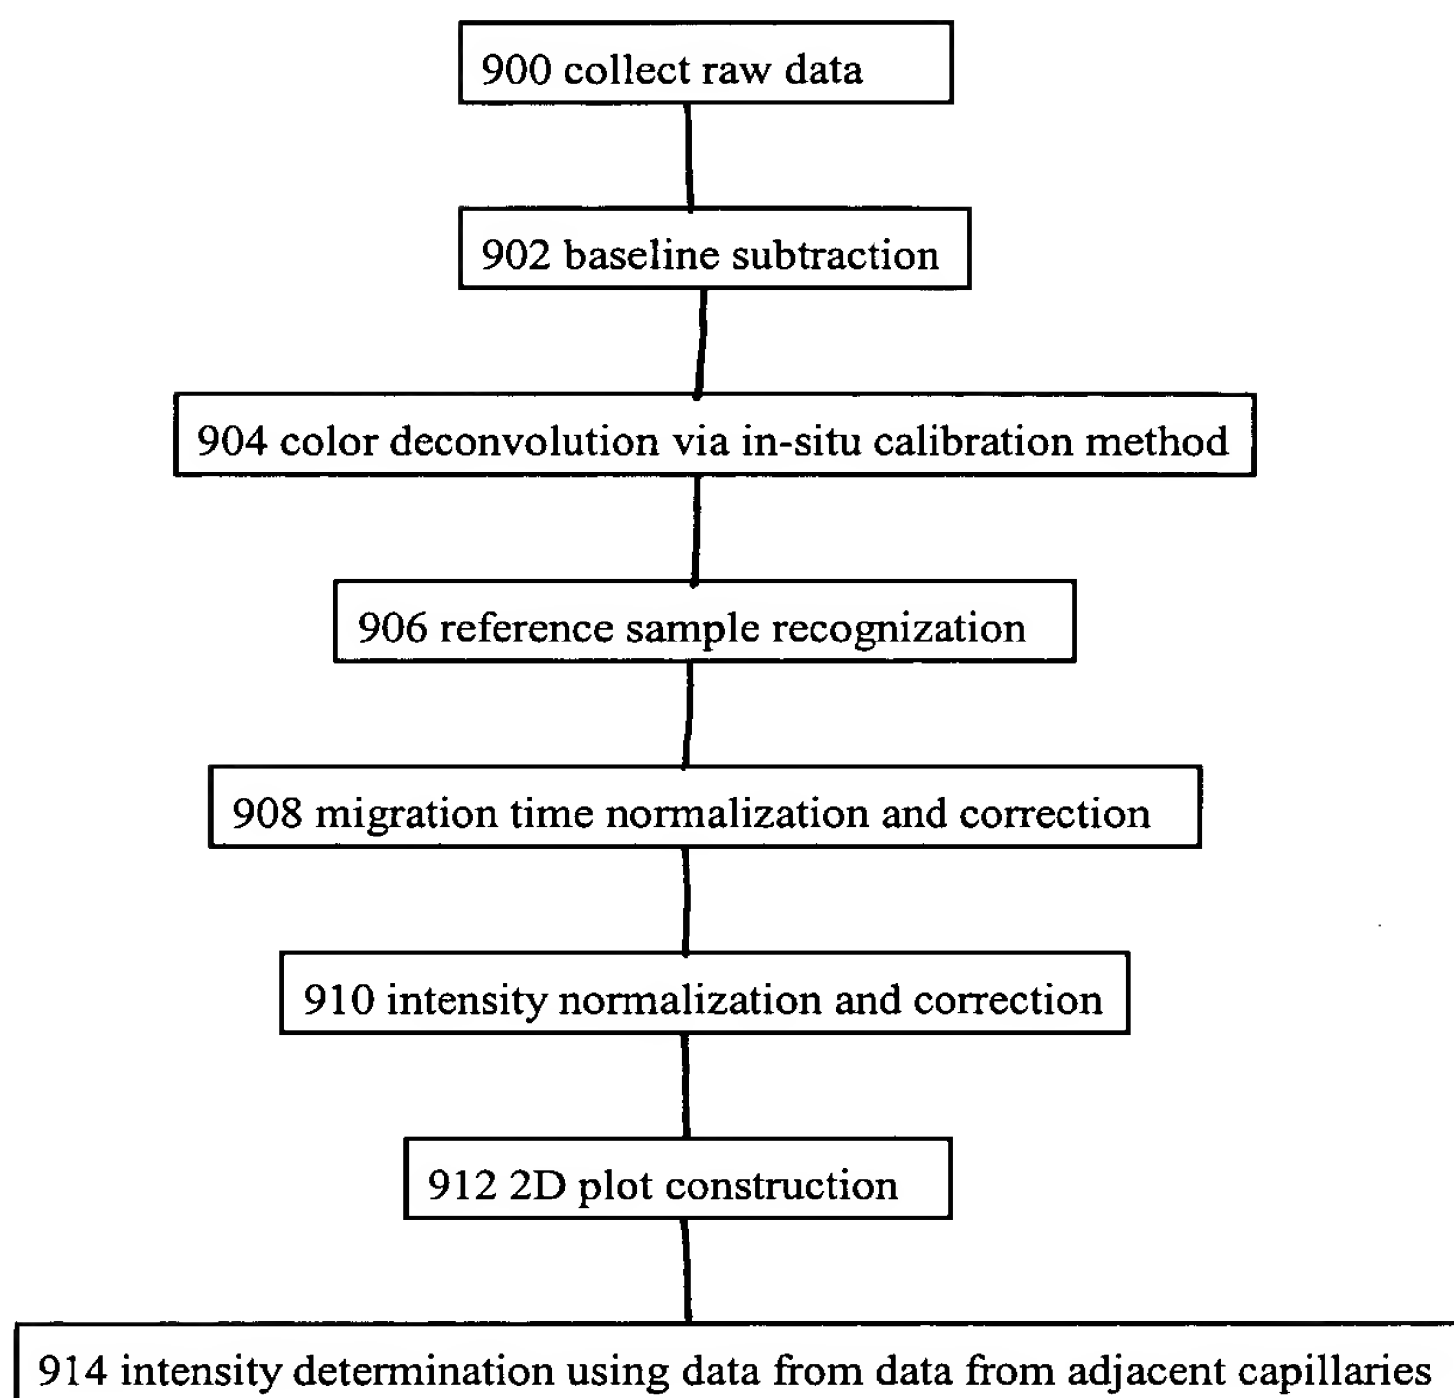 900 collect raw data
902 baseline subtraction
904 color deconvolution via in-situ calibration method
906 reference sample recognization
908 migration time normalization and correction
910 intensity normalization and correction
912 2D plot construction
914 intensity determination using data from data from adjacent capillaries